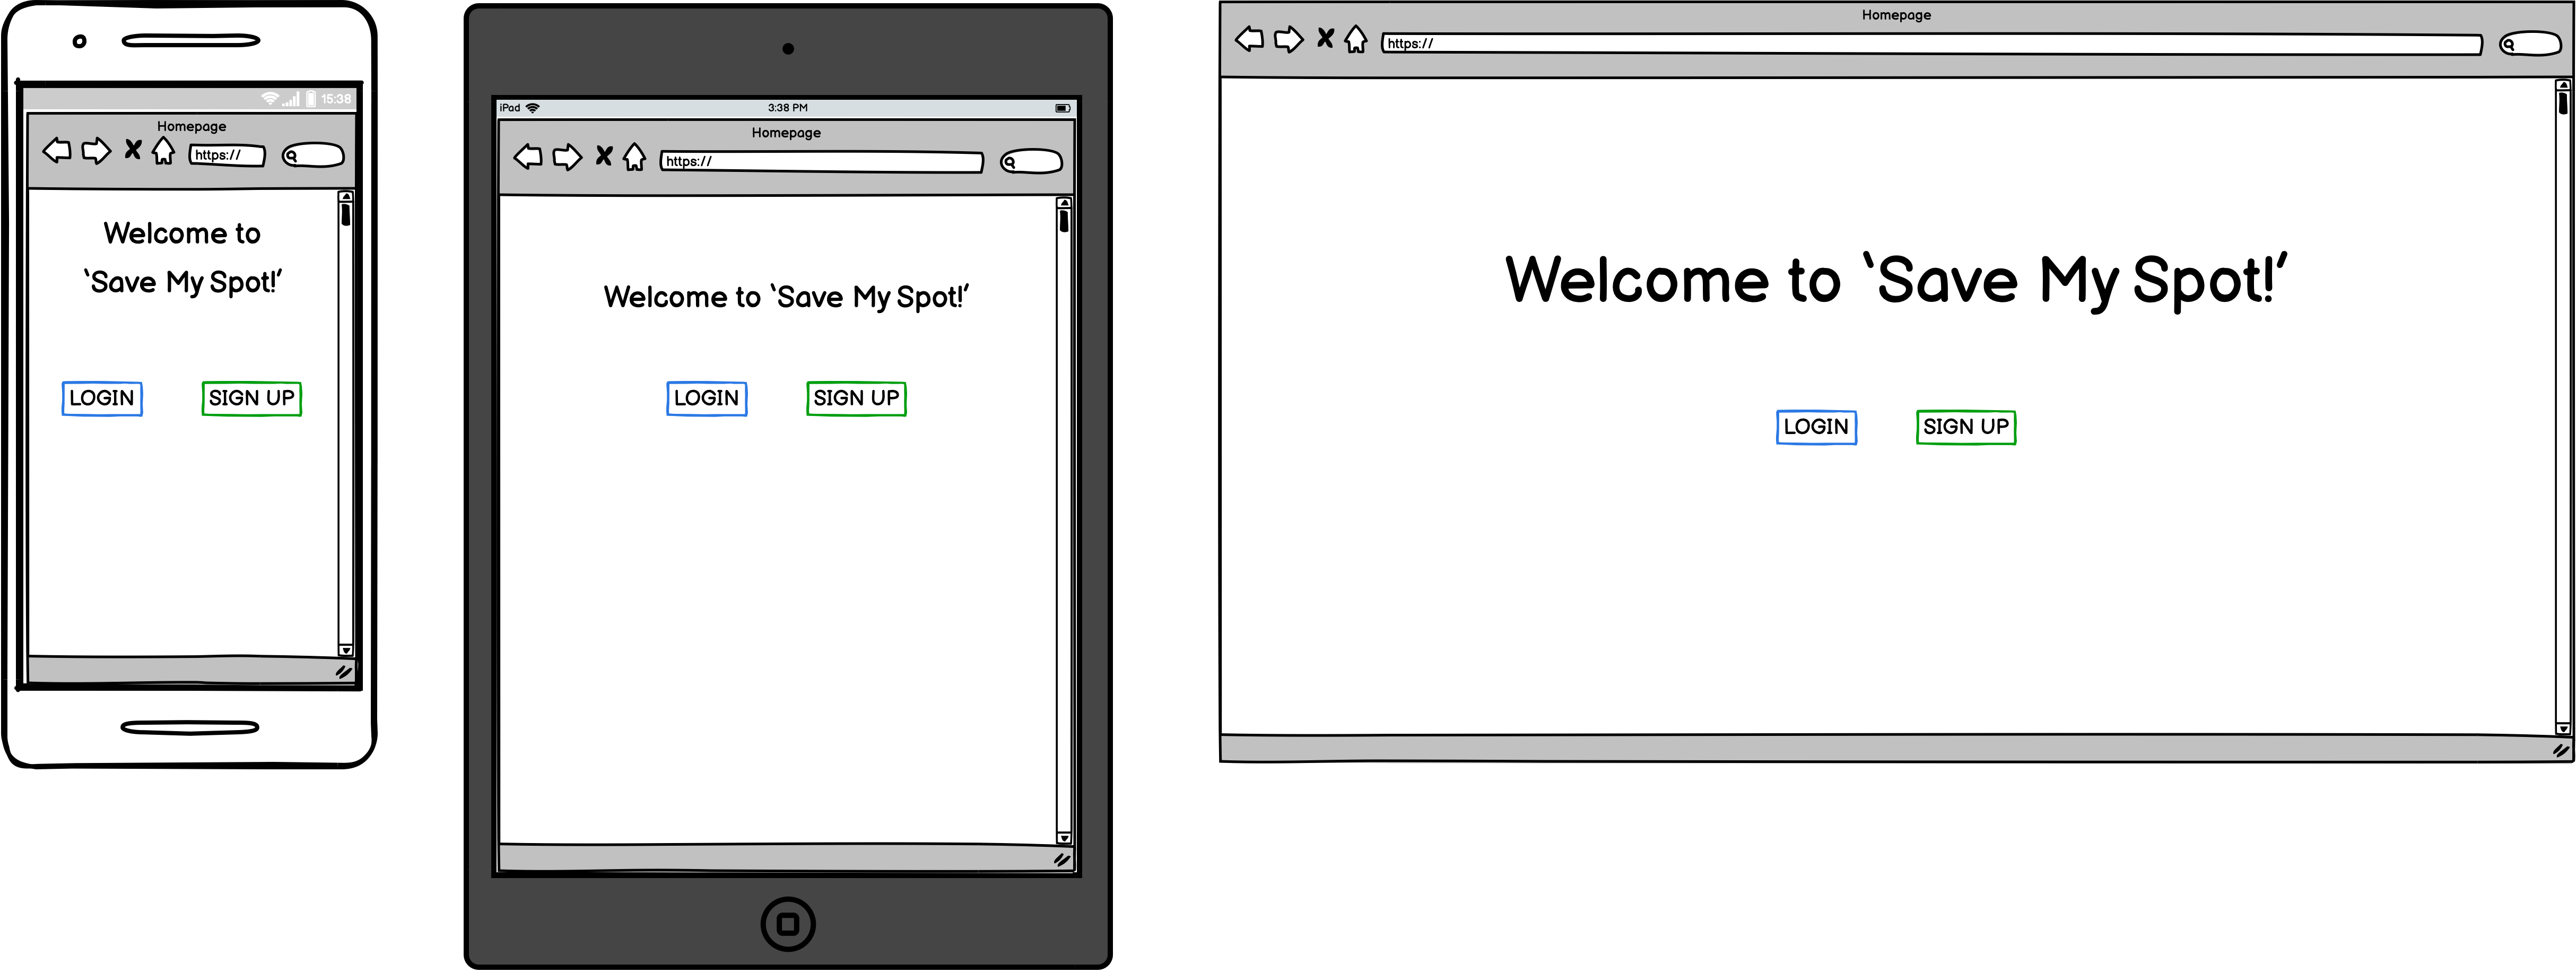 15:38
Homepage
https://
Welcome to
‘Save My Spot!’
LOGIN
SIGN UP
iPad
3:38 PM
Homepage
https://
Welcome to ‘Save My Spot!’
LOGIN
SIGN UP
Homepage
https://
Welcome to ‘Save My Spot!’
LOGIN
SIGN UP